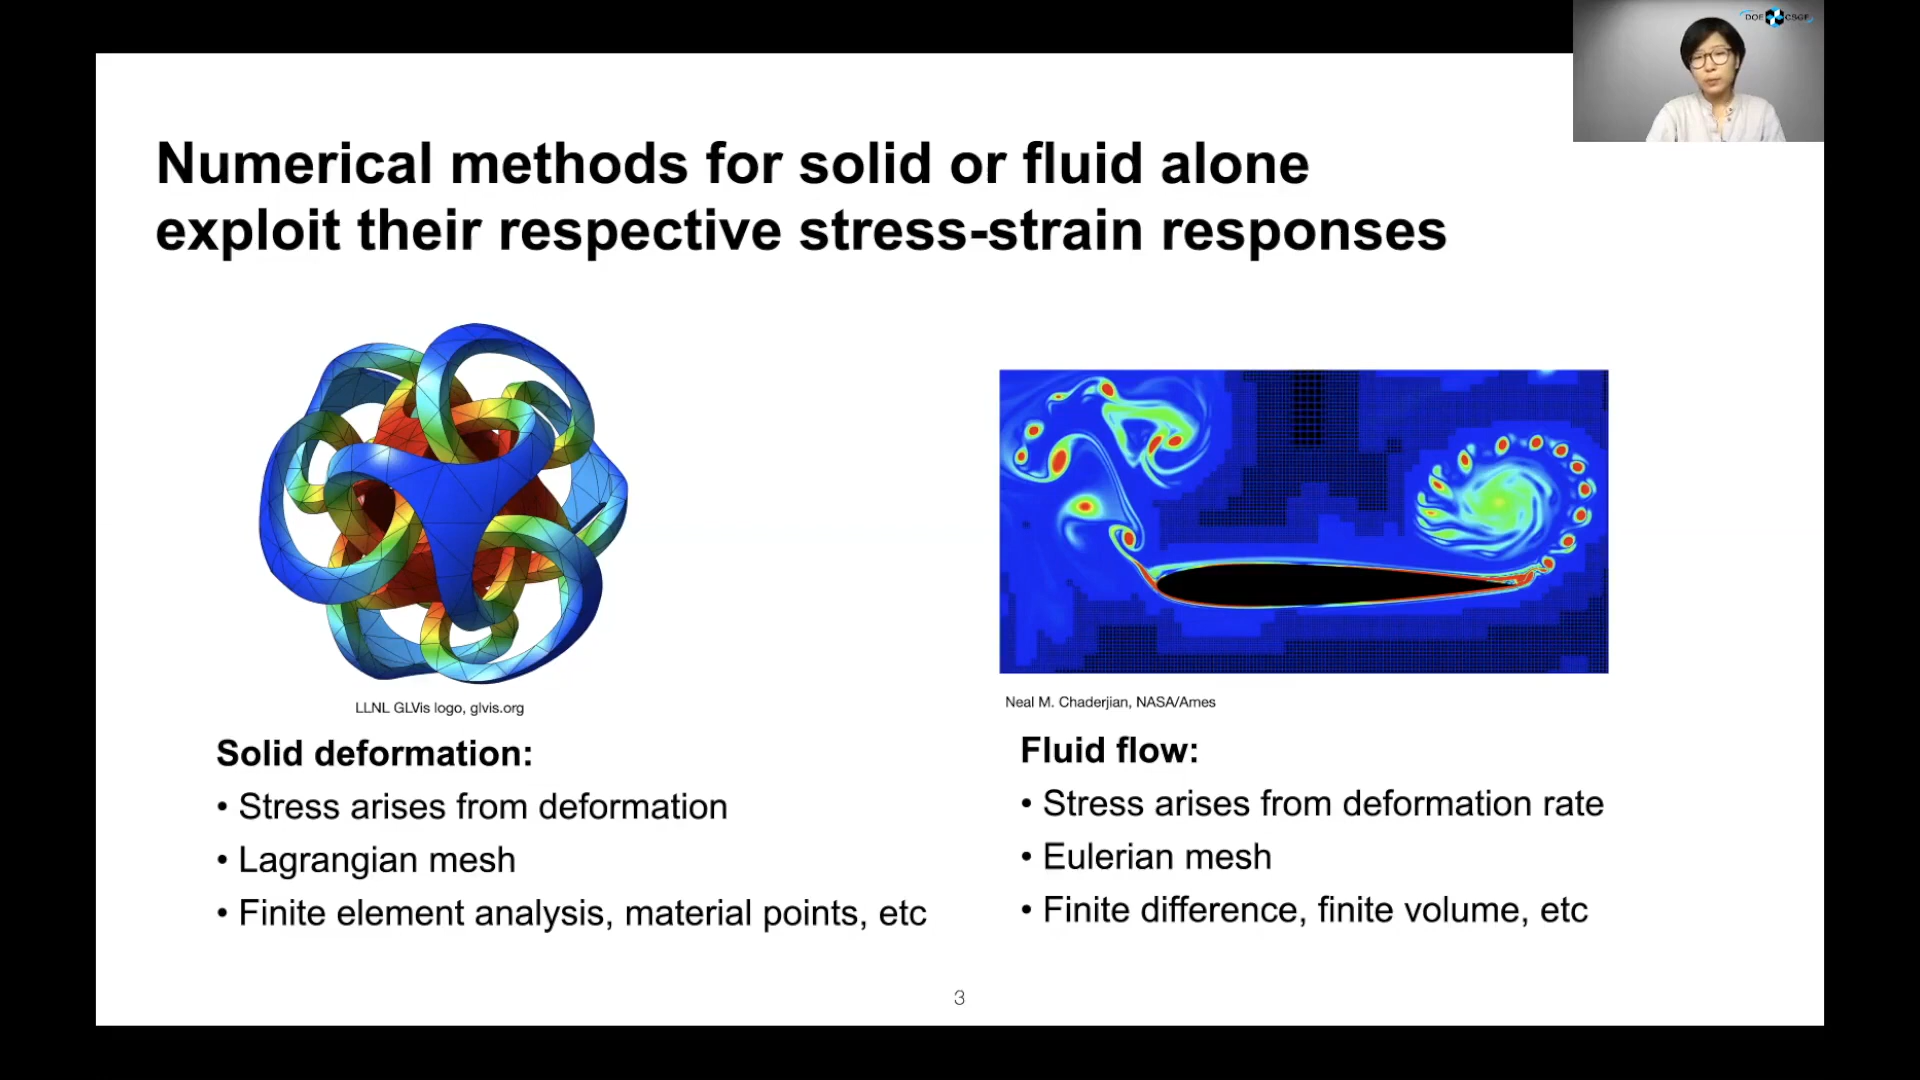 DOE CSGF
Numerical methods for solid or fluid alone
exploit their respective stress-strain responses
LLNL GLVis logo, glvis.org
Solid deformation:
• Stress arises from deformation
• Lagrangian mesh
• Finite element analysis, material points, etc
Neal M. Chaderjian, NASA/Ames
Fluid flow:
• Stress arises from deformation rate
• Eulerian mesh
• Finite difference, finite volume, etc
3